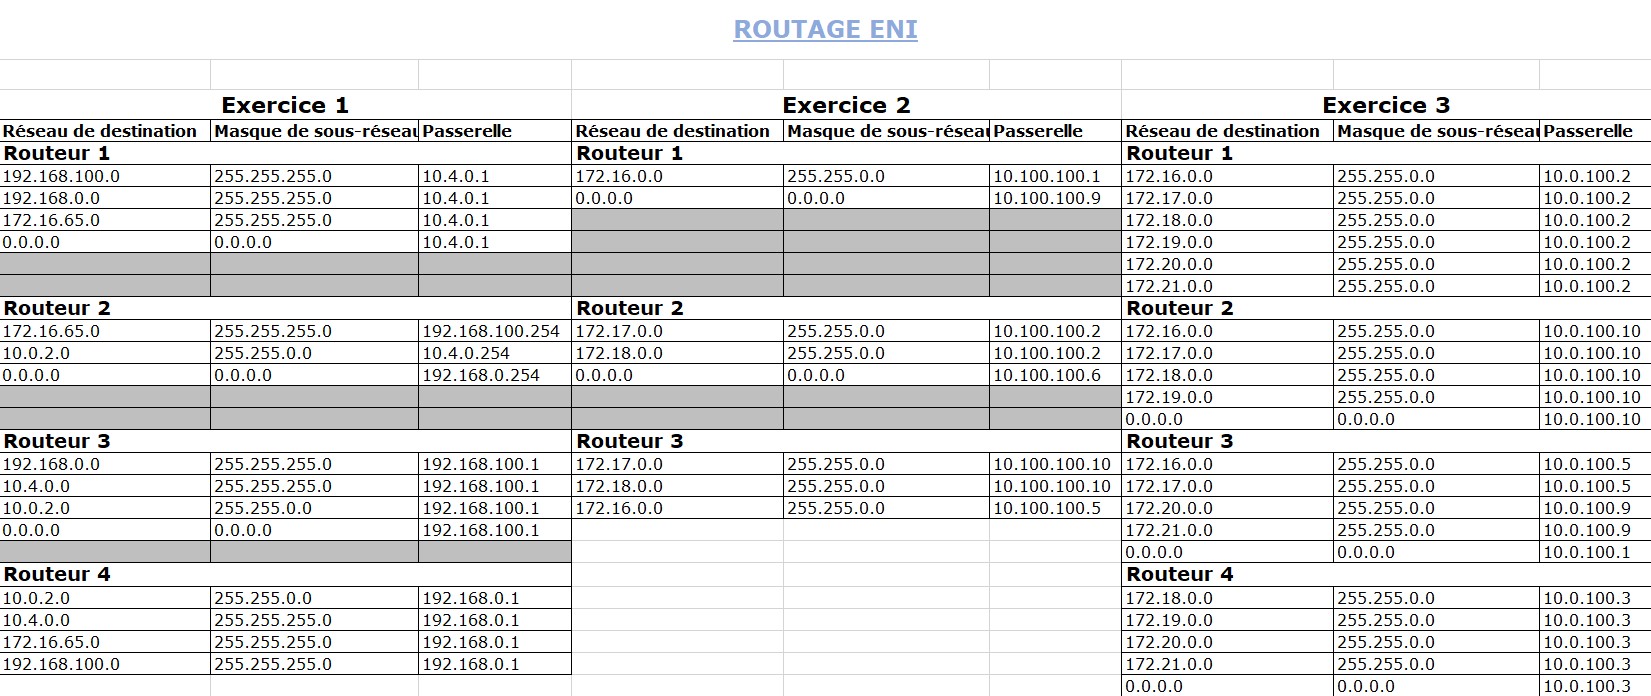 ROUTAGE ENI
Exercice 1 Exercice 2 Exercice 3
Réseau de destination Masque de sous-réseau Passerelle Réseau de destination Masque de sous-réseau Passerelle Réseau de destination Masque de sous-réseau Passerelle
Routeur 1 Routeur 1 Routeur 1
192.168.100.0 255.255.255.0 10.4.0.1 172.16.0.0 255.255.0.0 10.100.100.1 172.16.0.0 255.255.0.0 10.0.100.2
192.168.0.0 255.255.255.0 10.4.0.1 0.0.0.0 0.0.0.0 10.100.100.9 172.17.0.0 255.255.0.0 10.0.100.2
172.16.65.0 255.255.255.0 10.4.0.1 172.18.0.0 255.255.0.0 10.0.100.2
0.0.0.0 0.0.0.0 10.4.0.1 172.19.0.0 255.255.0.0 10.0.100.2
172.20.0.0 255.255.0.0 10.0.100.2
172.21.0.0 255.255.0.0 10.0.100.2
Routeur 2 Routeur 2 Routeur 2
172.16.65.0 255.255.255.0 192.168.100.254 172.17.0.0 255.255.0.0 10.100.100.2 172.16.0.0 255.255.0.0 10.0.100.10
10.0.2.0 255.255.0.0 10.4.0.254 172.18.0.0 255.255.0.0 10.100.100.2 172.17.0.0 255.255.0.0 10.0.100.10
0.0.0.0 0.0.0.0 192.168.0.254 0.0.0.0 0.0.0.0 10.100.100.6 172.18.0.0 255.255.0.0 10.0.100.10
172.19.0.0 255.255.0.0 10.0.100.10
0.0.0.0 0.0.0.0 10.0.100.10
Routeur 3 Routeur 3 Routeur 3
192.168.0.0 255.255.255.0 192.168.100.1 172.17.0.0 255.255.0.0 10.100.100.10 172.16.0.0 255.255.0.0 10.0.100.5
10.4.0.0 255.255.255.0 192.168.100.1 172.18.0.0 255.255.0.0 10.100.100.10 172.17.0.0 255.255.0.0 10.0.100.5
10.0.2.0 255.255.0.0 192.168.100.1 172.16.0.0 255.255.0.0 10.100.100.5 172.20.0.0 255.255.0.0 10.0.100.9
0.0.0.0 0.0.0.0 192.168.100.1 172.21.0.0 255.255.0.0 10.0.100.9
0.0.0.0 0.0.0.0 10.0.100.1
Routeur 4 Routeur 4
10.0.2.0 255.255.0.0 192.168.0.1 172.18.0.0 255.255.0.0 10.0.100.3
10.4.0.0 255.255.255.0 192.168.0.1 172.19.0.0 255.255.0.0 10.0.100.3
172.16.65.0 255.255.255.0 192.168.0.1 172.20.0.0 255.255.0.0 10.0.100.3
192.168.100.0 255.255.255.0 192.168.0.1 172.21.0.0 255.255.0.0 10.0.100.3
0.0.0.0 0.0.0.0 10.0.100.3